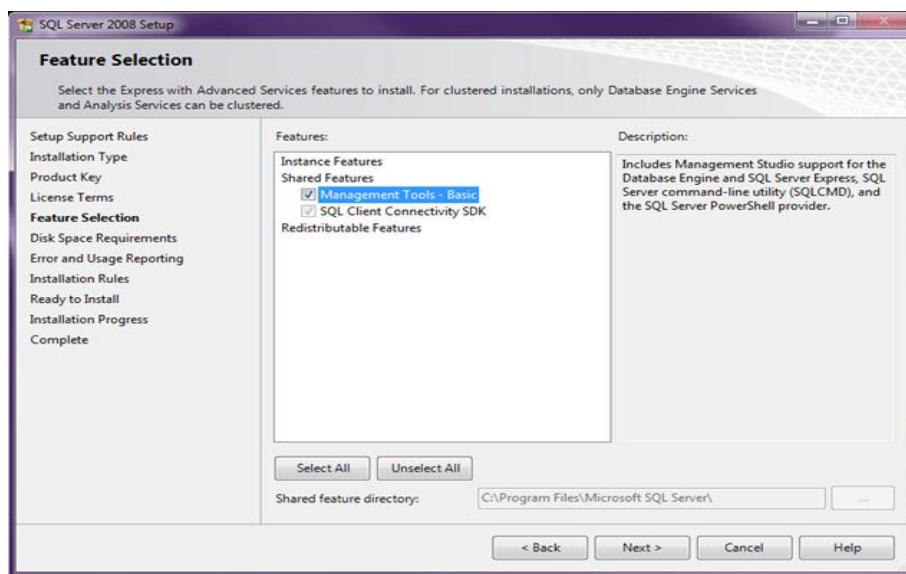 SQL Server 2008 Setup
Feature Selection
Select the Express with Advanced Services features to install. For clustered installations, only Database Engine Services
and Analysis Services can be clustered.
Setup Support Rules
Installation Type
Product Key
License Terms
Feature Selection
Disk Space Requirements
Error and Usage Reporting
Installation Rules
Ready to Install
Installation Progress
Complete
Features:
Instance Features
Shared Features
Management Tools - Basic
SQL Client Connectivity SDK
Redistributable Features
Description:
Includes Management Studio support for the
Database Engine and SQL Server Express, SQL
Server command-line utility (SQLCMD), and
the SQL Server PowerShell provider.
Select All
Unselect All
Shared feature directory:
C:\Program Files\Microsoft SQL Server\
...
< Back
Next >
Cancel
Help